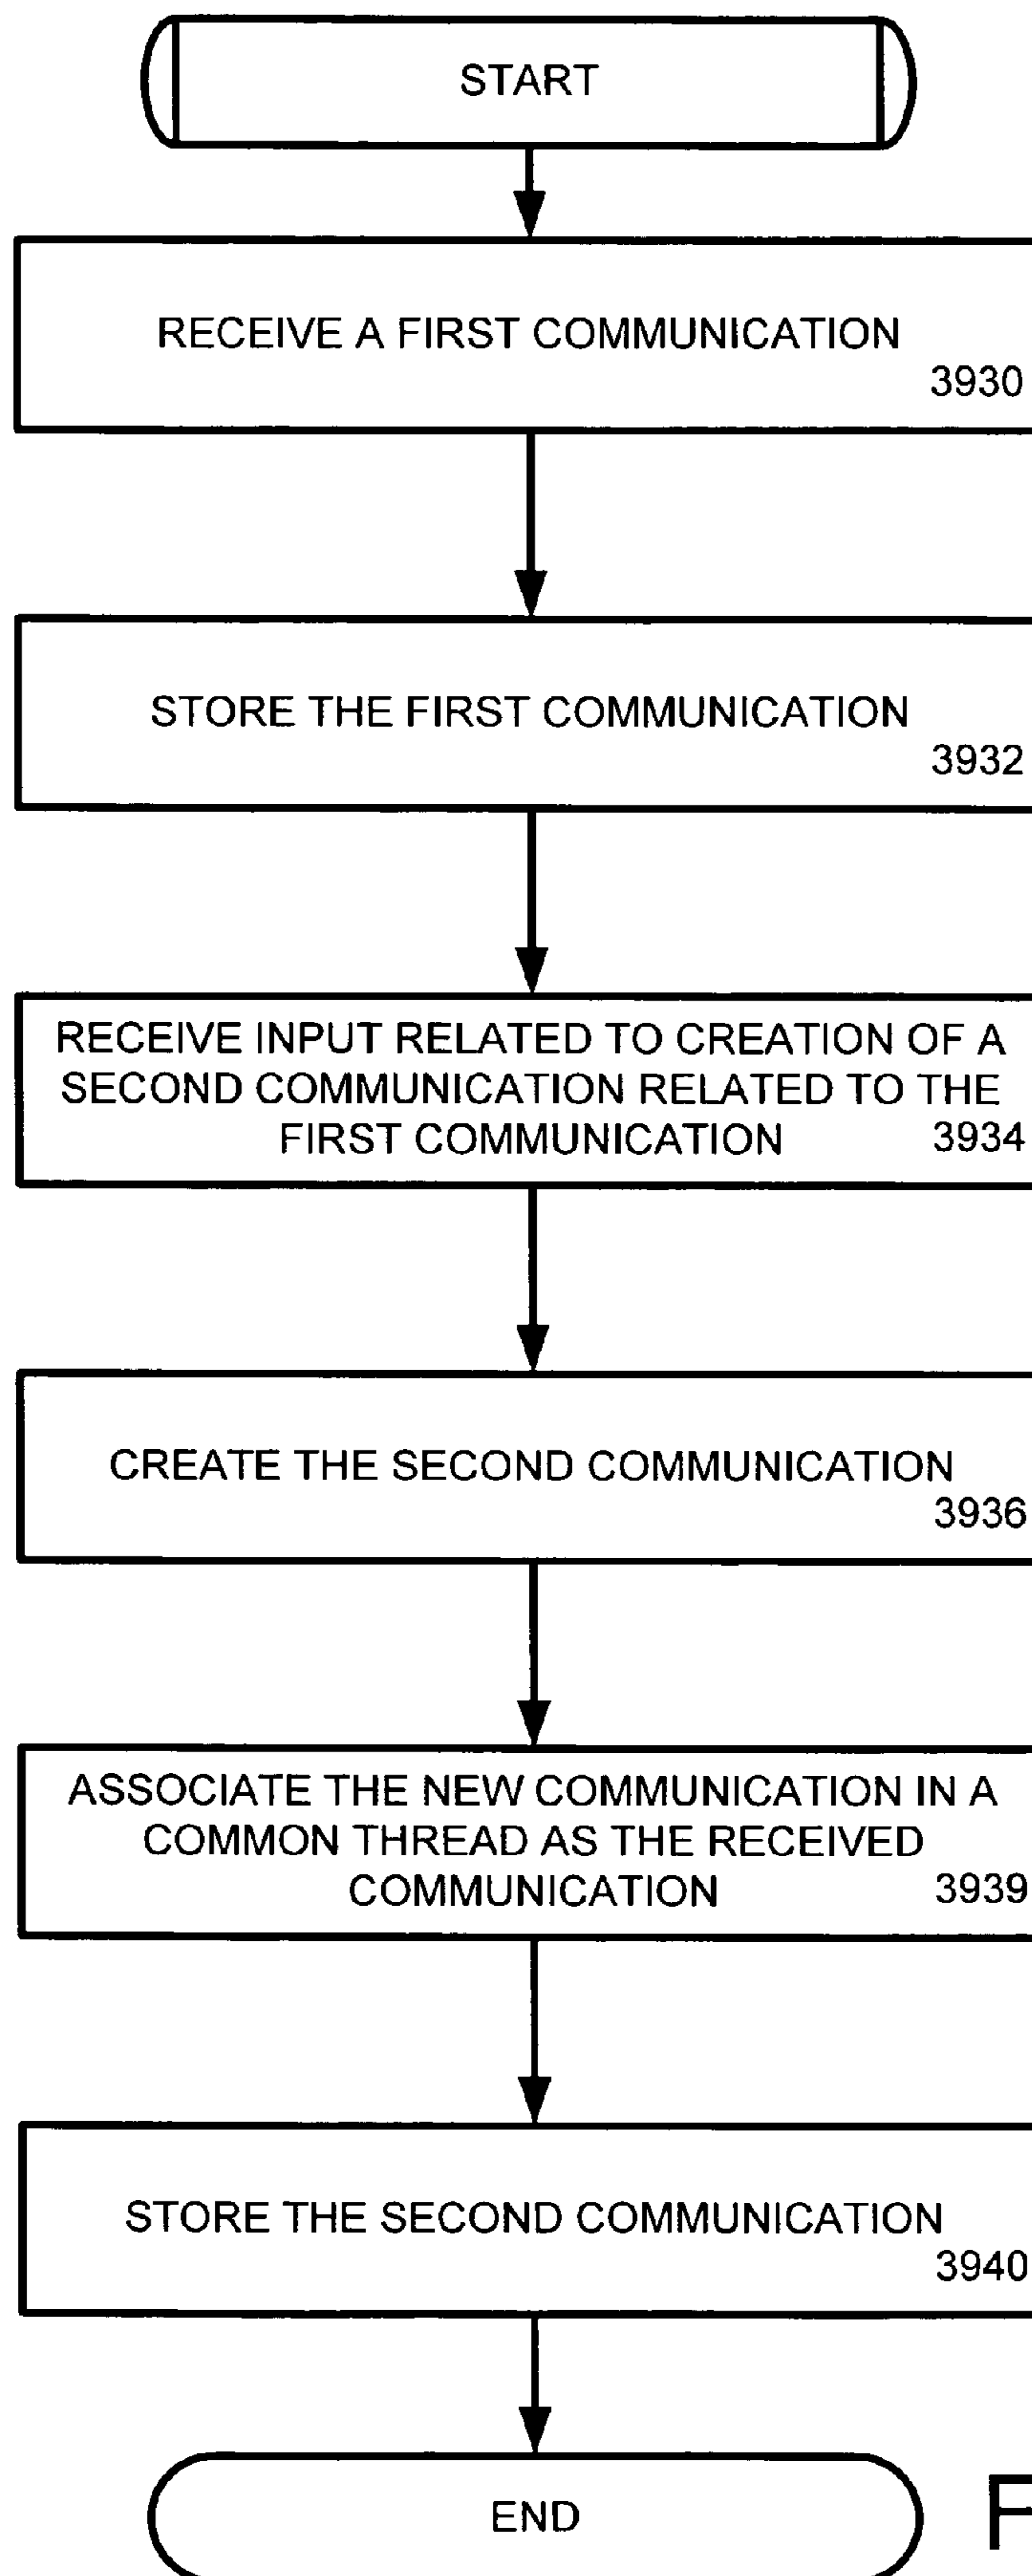 START
RECEIVE A FIRST COMMUNICATION
3930
STORE THE FIRST COMMUNICATION
3932
RECEIVE INPUT RELATED TO CREATION OF A
SECOND COMMUNICATION RELATED TO THE
FIRST COMMUNICATION 3934
CREATE THE SECOND COMMUNICATION
3936
ASSOCIATE THE NEW COMMUNICATION IN A
COMMON THREAD AS THE RECEIVED
COMMUNICATION 3939
STORE THE SECOND COMMUNICATION
3940
END